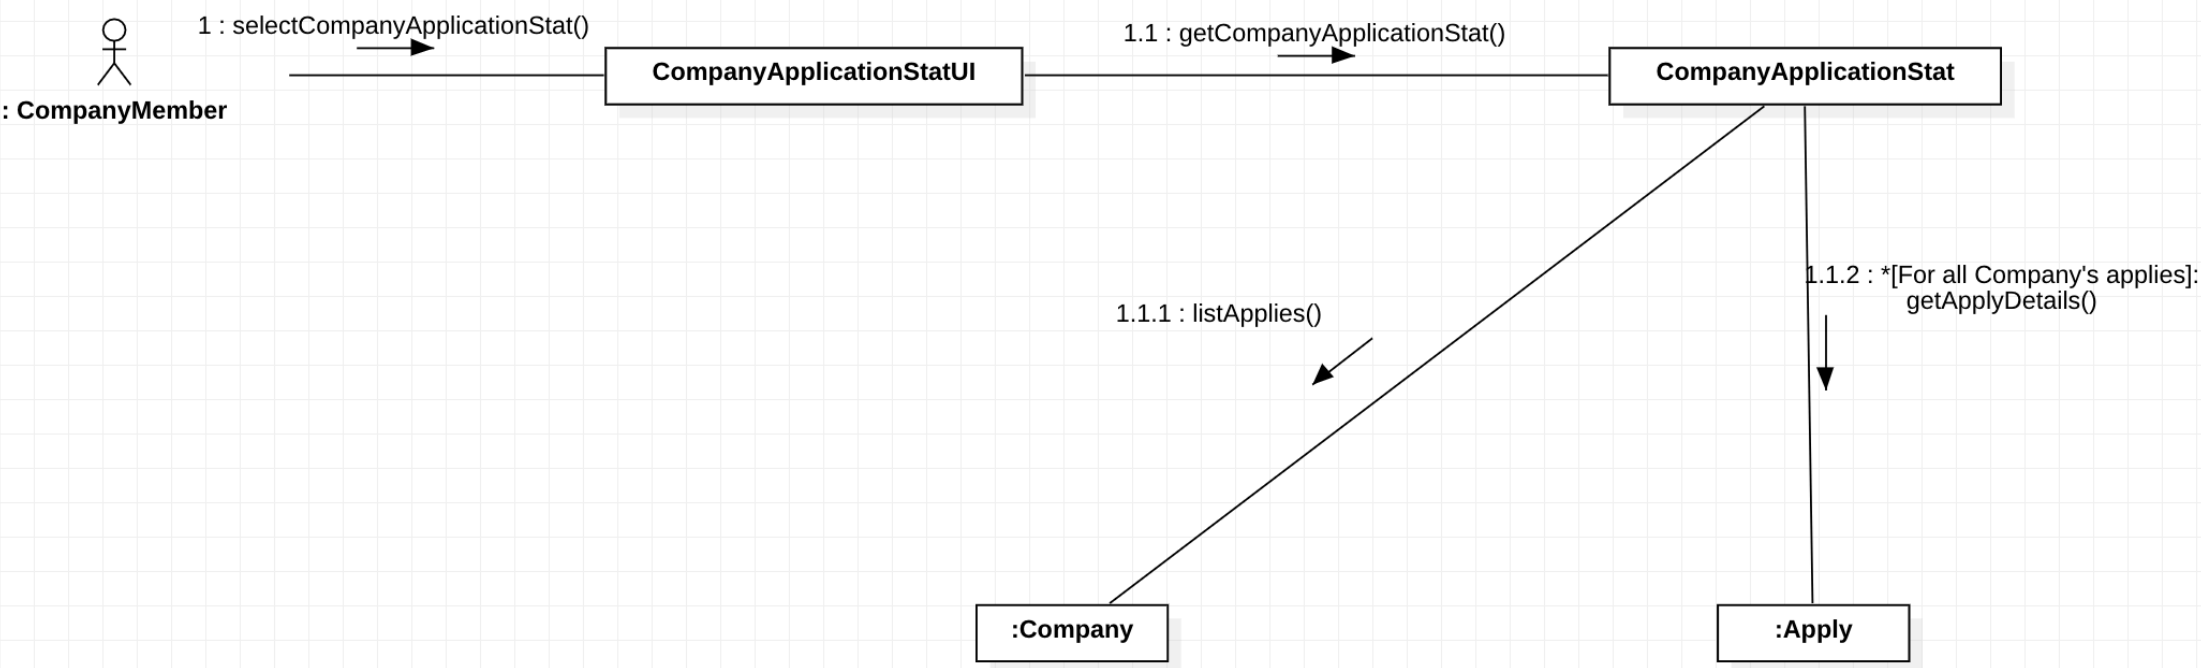 1 : selectCompanyApplicationStat()
1.1 : getCompanyApplicationStat()
CompanyApplicationStatUI
CompanyApplicationStat
: CompanyMember
1.1.2 : *[For all Company's applies]:
getApplyDetails()
1.1.1 : listApplies()
:Company
:Apply